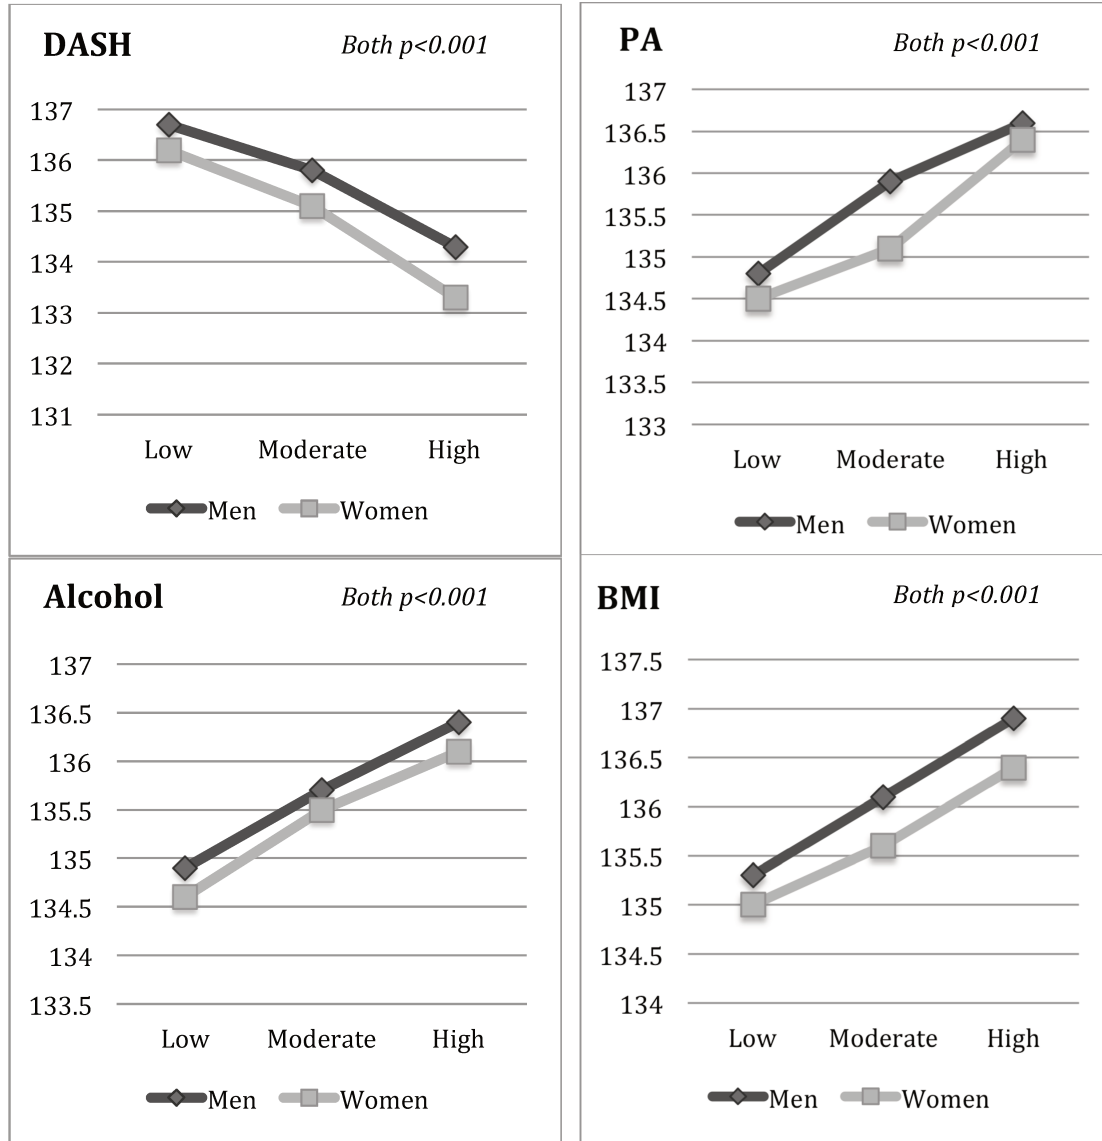 DASH
Both p<0.001
137
136
135
134
133
132
131
Low Moderate High
Men Women
PA
Both p<0.001
137
136.5
136
135.5
135
134.5
134
133.5
133
Low Moderate High
Men Women
Alcohol
Both p<0.001
137
136.5
136
135.5
135
134.5
134
133.5
Low Moderate High
Men Women
BMI
Both p<0.001
137.5
137
136.5
136
135.5
135
134.5
134
Low Moderate High
Men Women